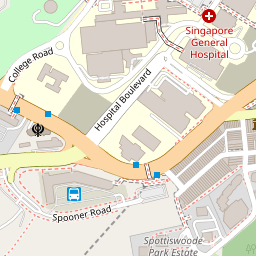 College Road
Hospital Boulevard
Singapore
General
Hospital
Spooner Road
Spottiswoode
Park Estate